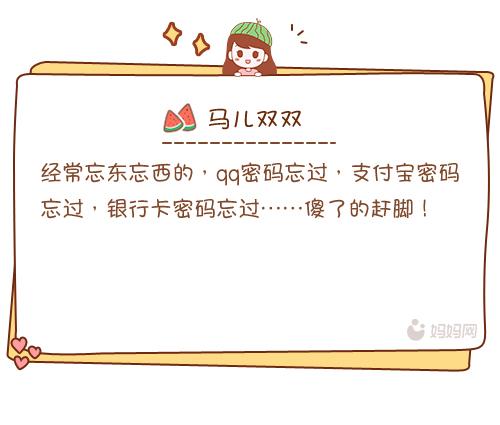 马儿双双
经常忘东忘西的，qq密码忘过，支付宝密码
忘过，银行卡密码忘过……傻了的赶脚！
妈妈网